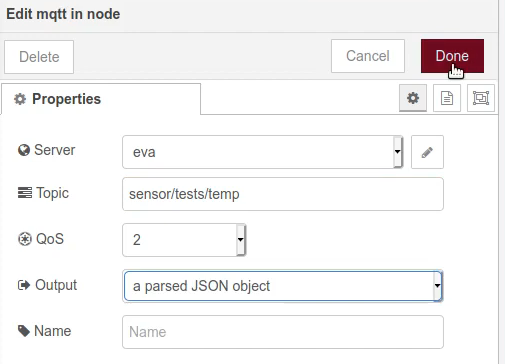 Edit mqtt in node
Delete
Cancel
Done
Properties
Server
eva
Topic
sensor/tests/temp
QoS
2
Output
a parsed JSON object
Name
Name